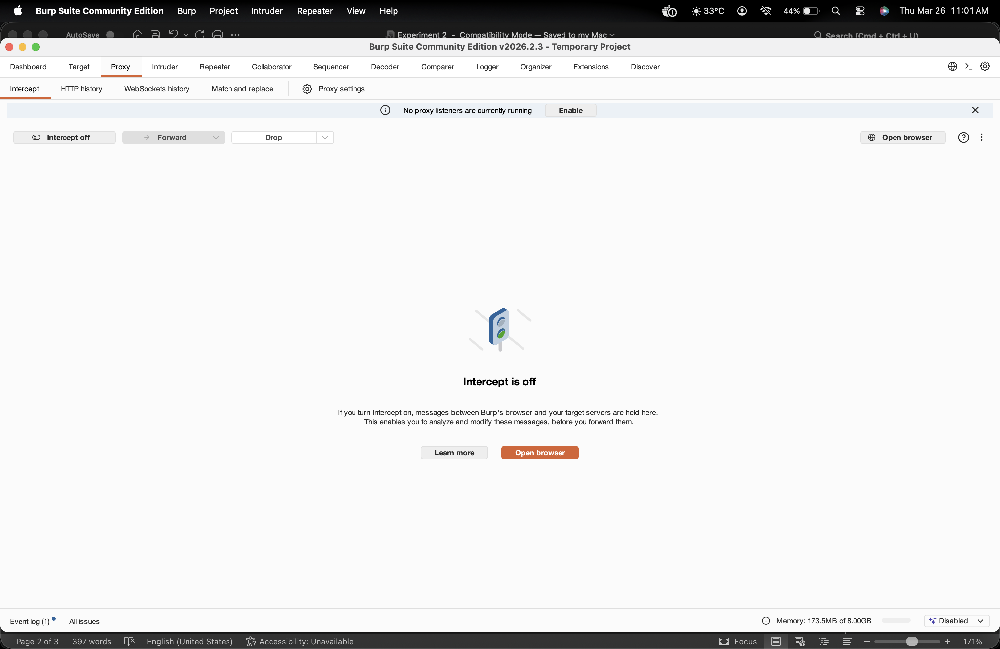 Burp Suite Community Edition Burp Project Intruder Repeater View Help 33°C 44% Thu Mar 26 11:01 AM
AutoSave Experiment 2 - Compatibility Mode — Saved to my Mac Search (Cmd + Ctrl + U)
Burp Suite Community Edition v2026.2.3 - Temporary Project
Dashboard Target Proxy Intruder Repeater Collaborator Sequencer Decoder Comparer Logger Organizer Extensions Discover
Intercept HTTP history WebSockets history Match and replace Proxy settings
No proxy listeners are currently running Enable
Intercept off Forward Drop Open browser
Intercept is off
If you turn Intercept on, messages between Burp's browser and your target servers are held here.
This enables you to analyze and modify these messages, before you forward them.
Learn more Open browser
Event log (1) All issues Memory: 173.5MB of 8.00GB Disabled
Page 2 of 3 397 words English (United States) Accessibility: Unavailable Focus 171%